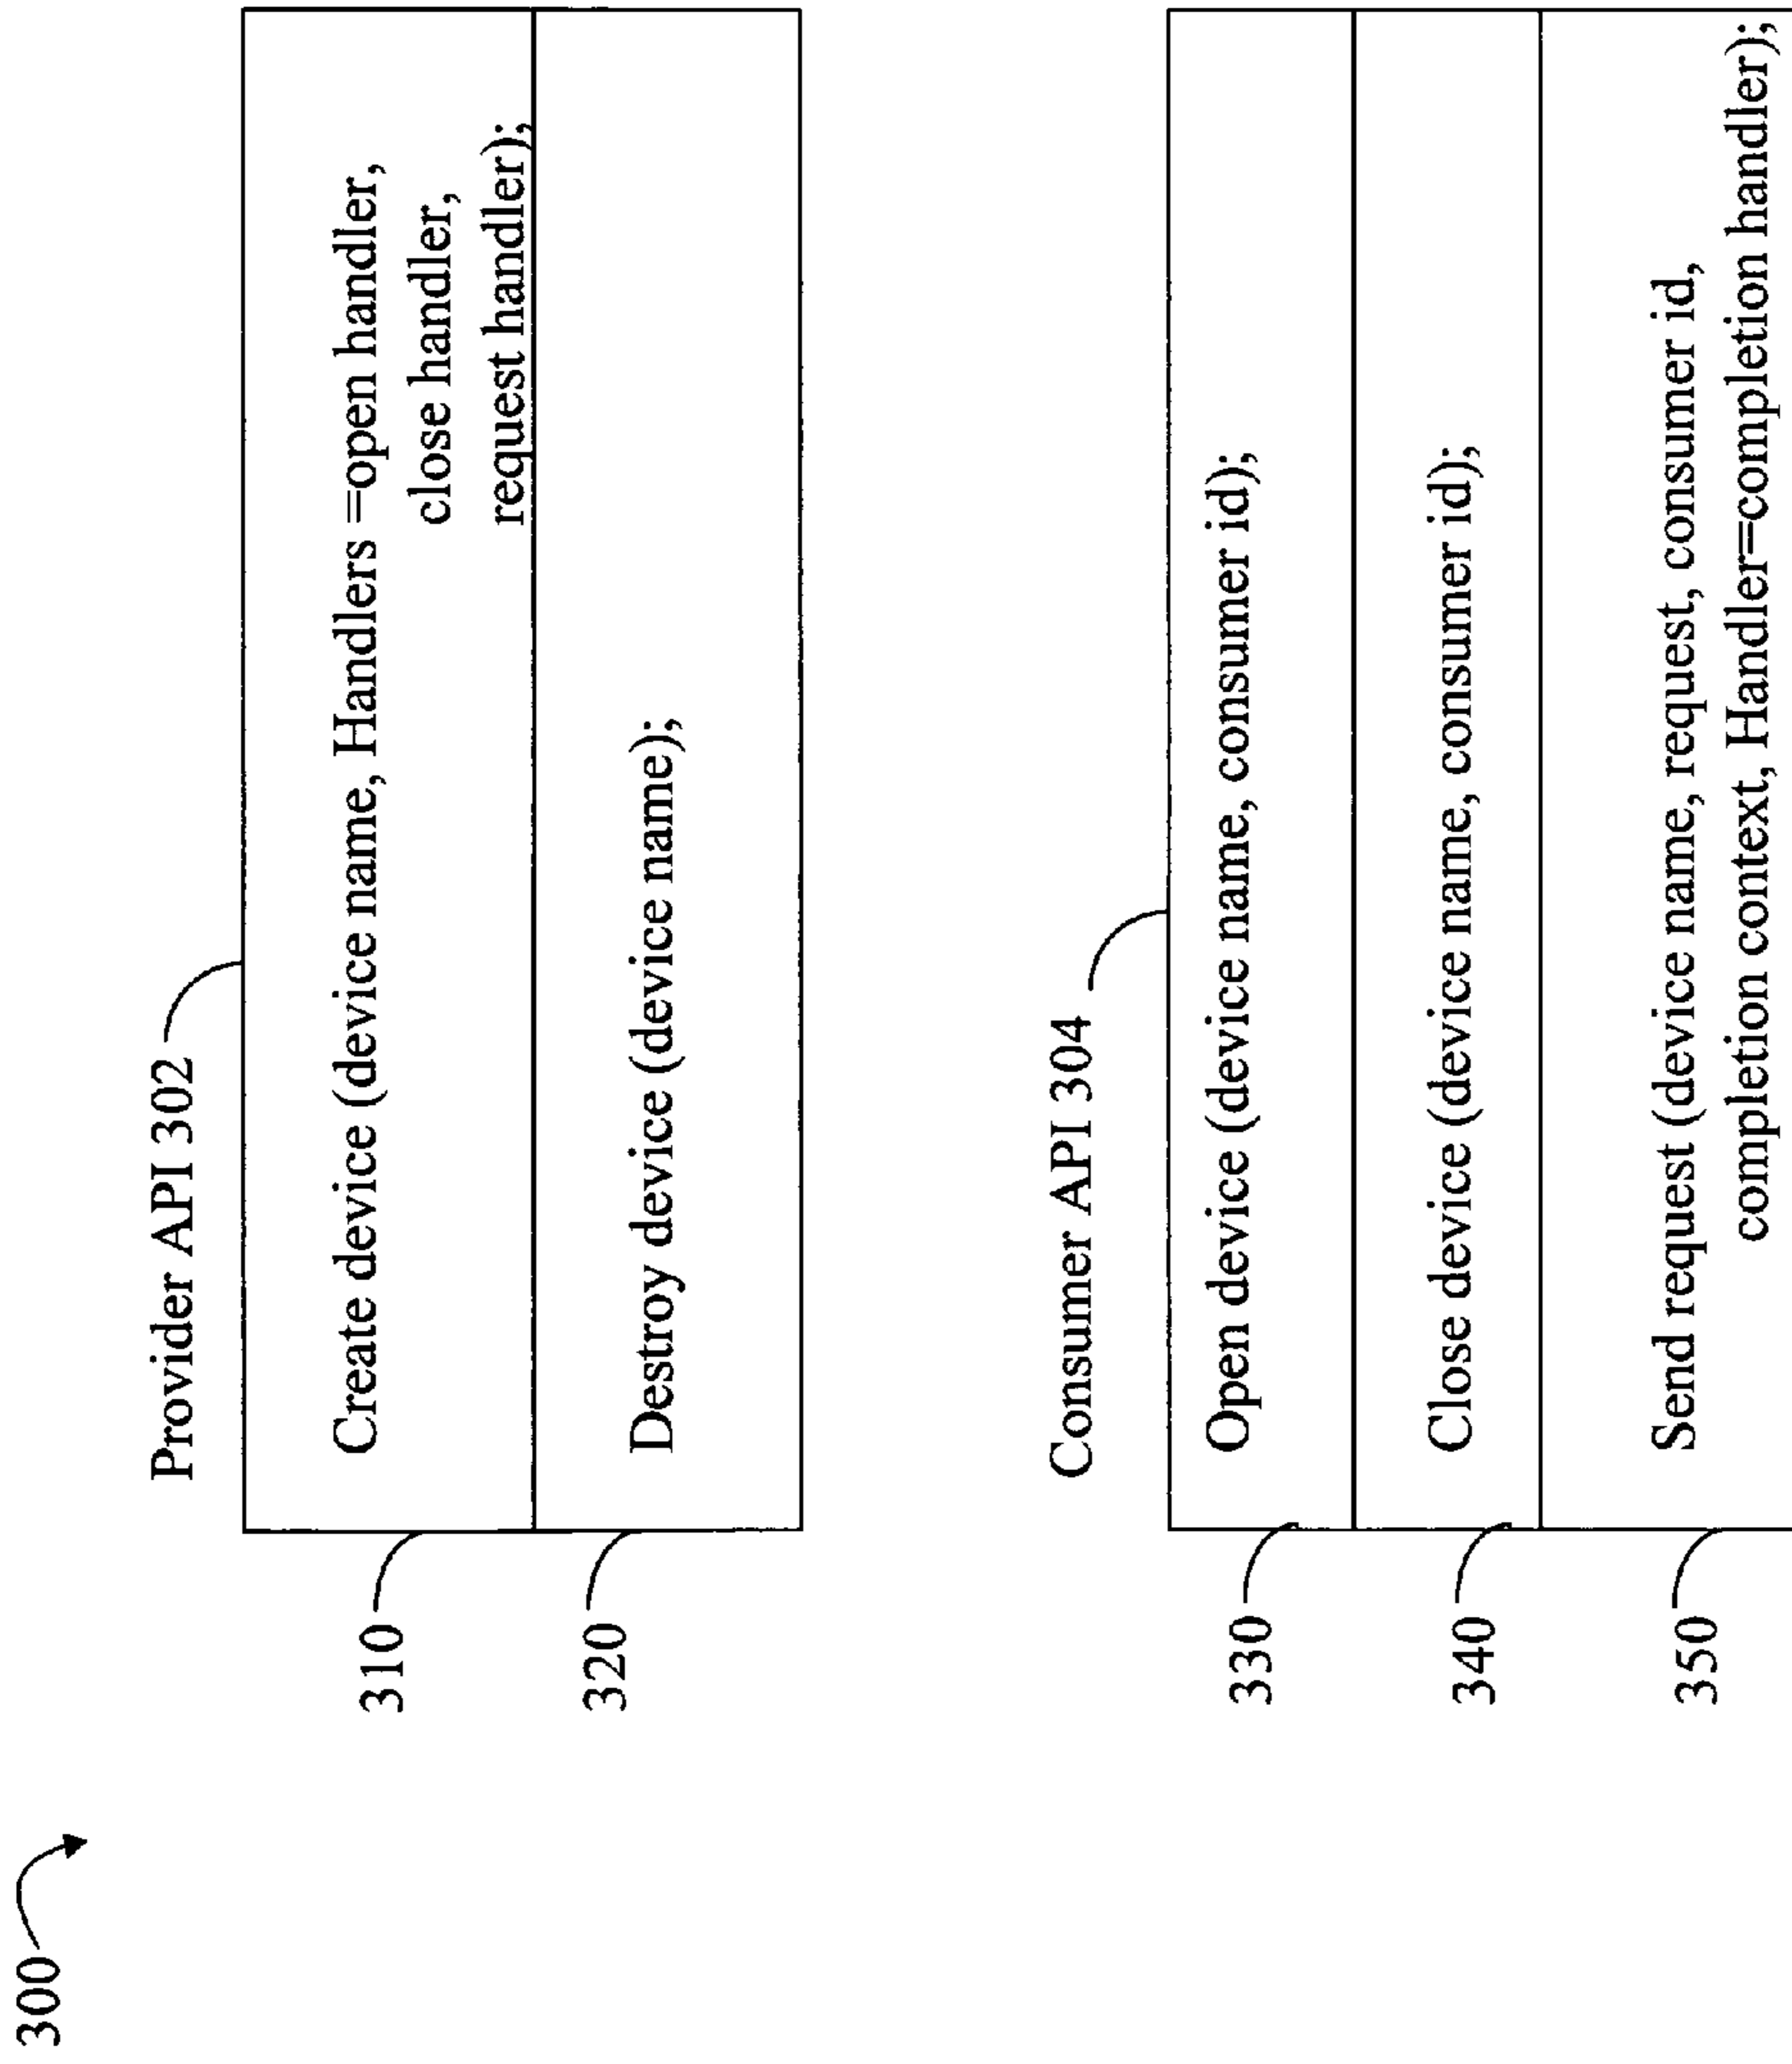 300
Provider API 302
310
Create device (device name, Handlers =open handler,
close handler,
request handler);
320
Destroy device (device name);
Consumer API 304
330
Open device (device name, consumer id);
340
Close device (device name, consumer id);
350
Send request (device name, request, consumer id,
completion context, Handler=completion handler);